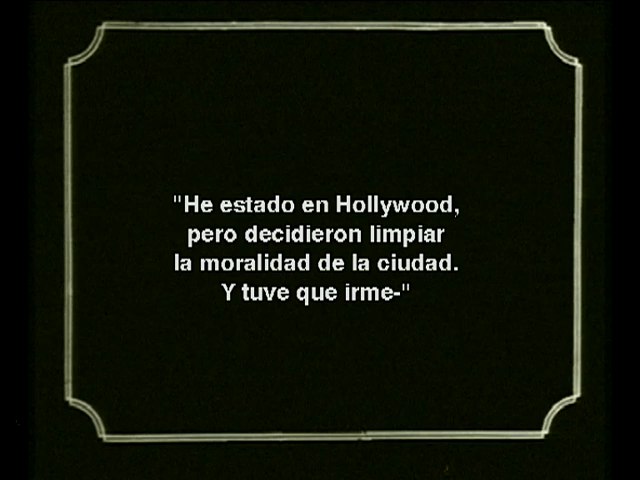 "He estado en Hollywood,
pero decidieron limpiar
la moralidad de la ciudad.
Y tuve que irme-"